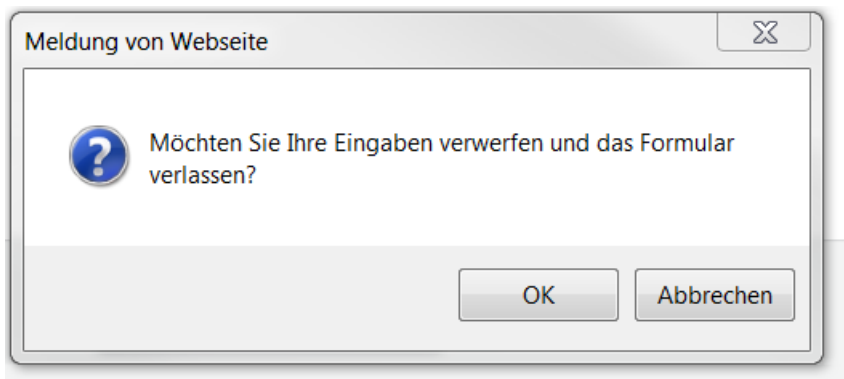 Meldung von Webseite
Möchten Sie Ihre Eingaben verwerfen und das Formular
verlassen?
OK
Abbrechen